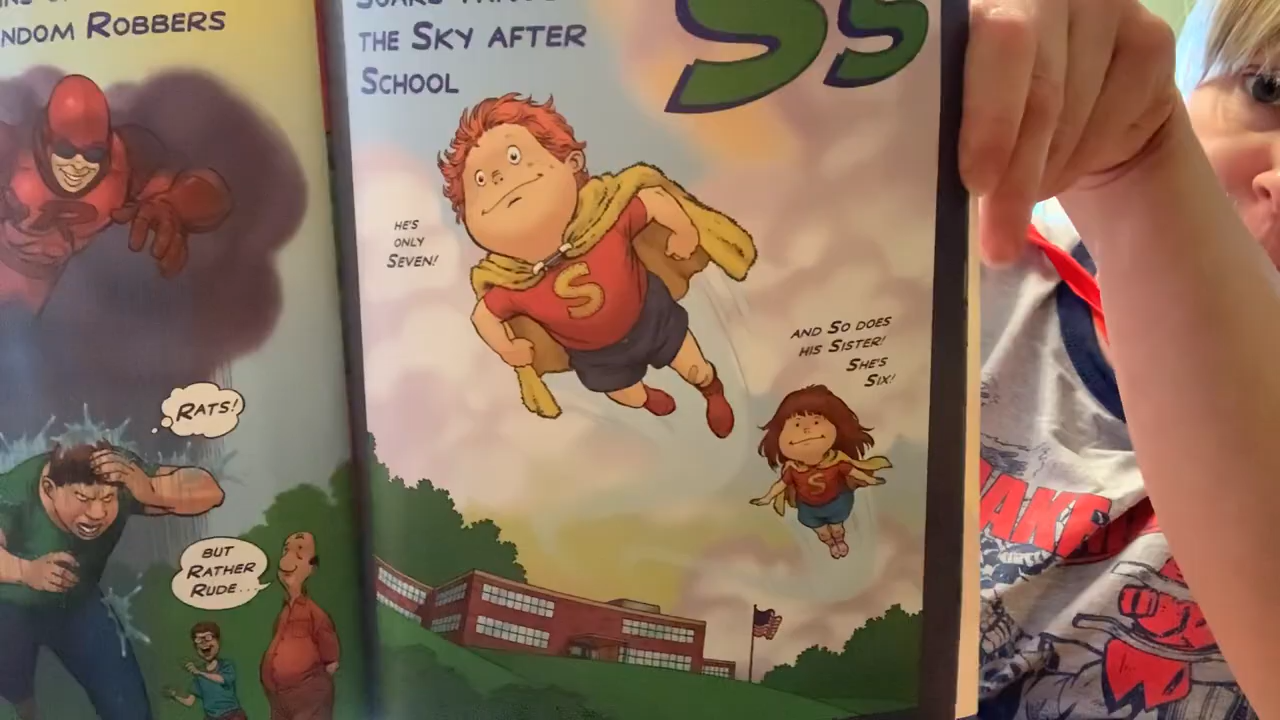 NDOM ROBBERS
RATS!
BUT
RATHER
RUDE...
THE SKY AFTER
SCHOOL
Ss
HE'S
ONLY
SEVEN!
S
AND SO DOES
HIS SISTER!
SHE'S
SIX!
S